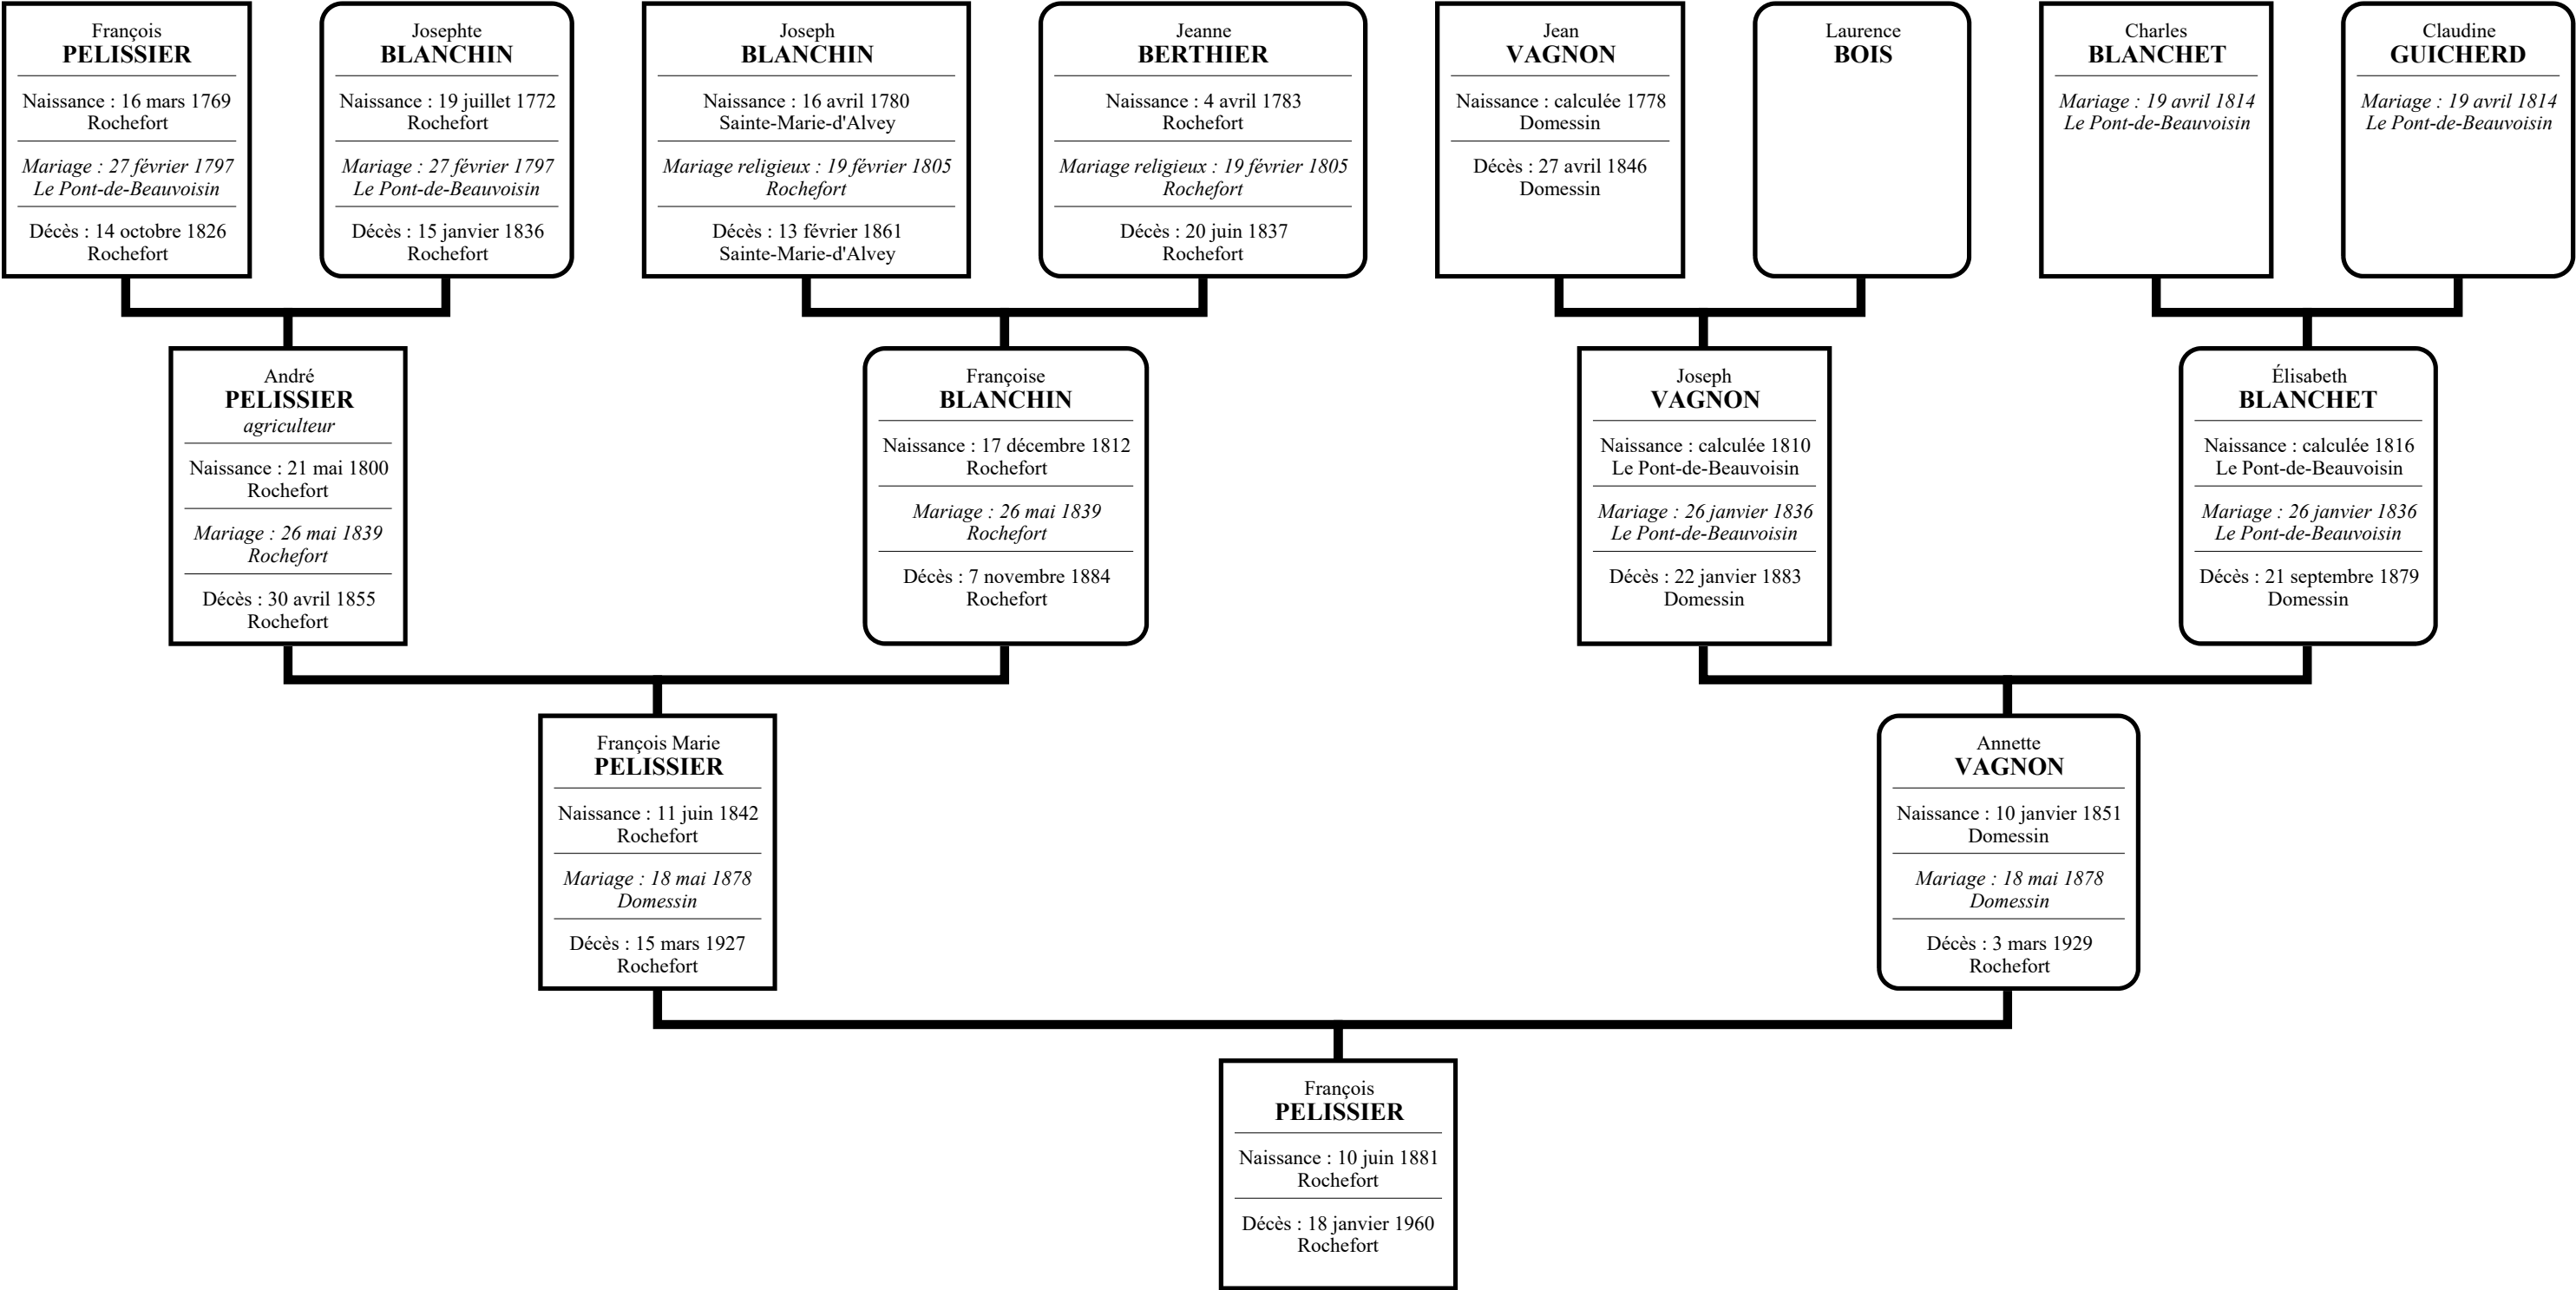 François
PELISSIER
Naissance : 16 mars 1769
Rochefort
Mariage : 27 février 1797
Le Pont-de-Beauvoisin
Décès : 14 octobre 1826
Rochefort
Josephte
BLANCHIN
Naissance : 19 juillet 1772
Rochefort
Mariage : 27 février 1797
Le Pont-de-Beauvoisin
Décès : 15 janvier 1836
Rochefort
Joseph
BLANCHIN
Naissance : 16 avril 1780
Sainte-Marie-d'Alvey
Mariage religieux : 19 février 1805
Rochefort
Décès : 13 février 1861
Sainte-Marie-d'Alvey
Jeanne
BERTHIER
Naissance : 4 avril 1783
Rochefort
Mariage religieux : 19 février 1805
Rochefort
Décès : 20 juin 1837
Rochefort
Jean
VAGNON
Naissance : calculée 1778
Domessin
Décès : 27 avril 1846
Domessin
Laurence
BOIS
Charles
BLANCHET
Mariage : 19 avril 1814
Le Pont-de-Beauvoisin
Claudine
GUICHERD
Mariage : 19 avril 1814
Le Pont-de-Beauvoisin
André
PELISSIER
agriculteur
Naissance : 21 mai 1800
Rochefort
Mariage : 26 mai 1839
Rochefort
Décès : 30 avril 1855
Rochefort
Françoise
BLANCHIN
Naissance : 17 décembre 1812
Rochefort
Mariage : 26 mai 1839
Rochefort
Décès : 7 novembre 1884
Rochefort
Joseph
VAGNON
Naissance : calculée 1810
Le Pont-de-Beauvoisin
Mariage : 26 janvier 1836
Le Pont-de-Beauvoisin
Décès : 22 janvier 1883
Domessin
Élisabeth
BLANCHET
Naissance : calculée 1816
Le Pont-de-Beauvoisin
Mariage : 26 janvier 1836
Le Pont-de-Beauvoisin
Décès : 21 septembre 1879
Domessin
François Marie
PELISSIER
Naissance : 11 juin 1842
Rochefort
Mariage : 18 mai 1878
Domessin
Décès : 15 mars 1927
Rochefort
Annette
VAGNON
Naissance : 10 janvier 1851
Domessin
Mariage : 18 mai 1878
Domessin
Décès : 3 mars 1929
Rochefort
François
PELISSIER
Naissance : 10 juin 1881
Rochefort
Décès : 18 janvier 1960
Rochefort